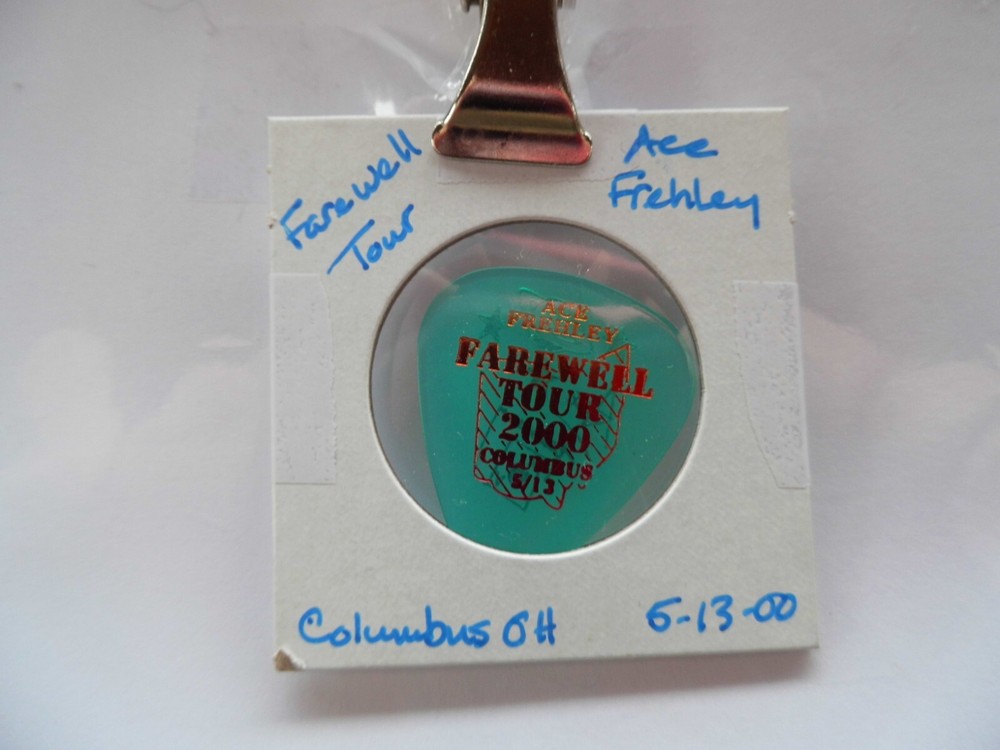 Farewell
Tour
Ace
Frehley
ACE
FREHLEY
FAREWELL
TOUR
2000
COLUMBUS
5/13
Columbus OH
5-13-00